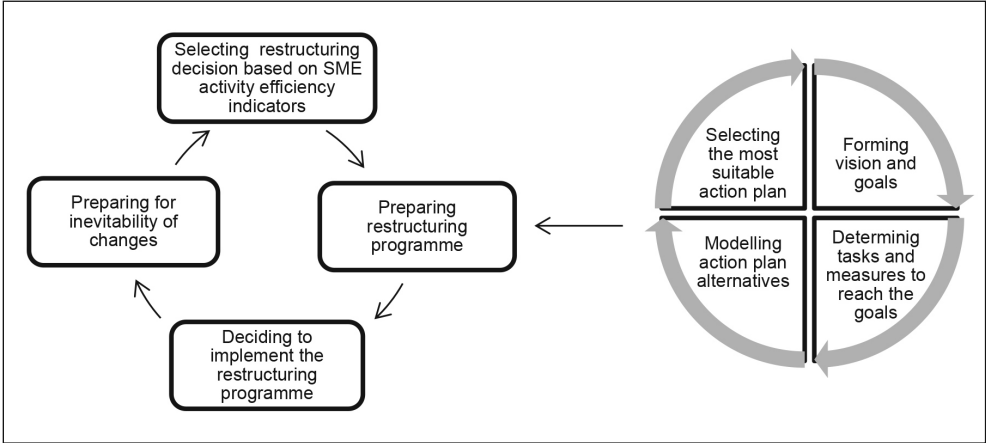 Selecting restructuring
decision based on SME
activity efficiency
indicators
Preparing for
inevitability of
changes
Preparing
restructuring
programme
Deciding to
implement the
restructuring
programme
Selecting
the most
suitable
action plan
Forming
vision and
goals
Modelling
action plan
alternatives
Determinig
tasks and
measures to
reach the
goals